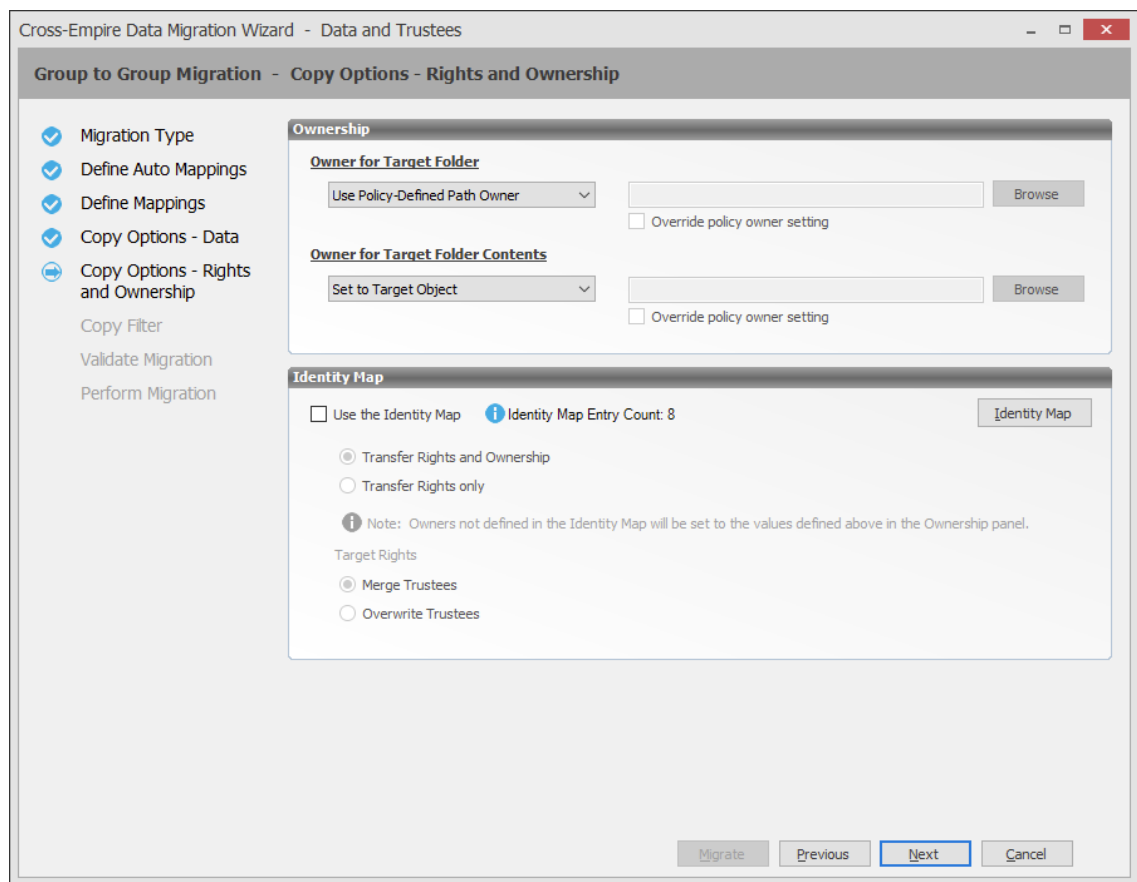 Cross-Empire Data Migration Wizard - Data and Trustees
Group to Group Migration - Copy Options - Rights and Ownership
Migration Type
Define Auto Mappings
Define Mappings
Copy Options - Data
Copy Options - Rights
and Ownership
Copy Filter
Validate Migration
Perform Migration
Ownership
Owner for Target Folder
Use Policy-Defined Path Owner
Browse
Override policy owner setting
Owner for Target Folder Contents
Set to Target Object
Browse
Override policy owner setting
Identity Map
Use the Identity Map
Identity Map Entry Count: 8
Identity Map
Transfer Rights and Ownership
Transfer Rights only
Note: Owners not defined in the Identity Map will be set to the values defined above in the Ownership panel.
Target Rights
Merge Trustees
Overwrite Trustees
Migrate
Previous
Next
Cancel